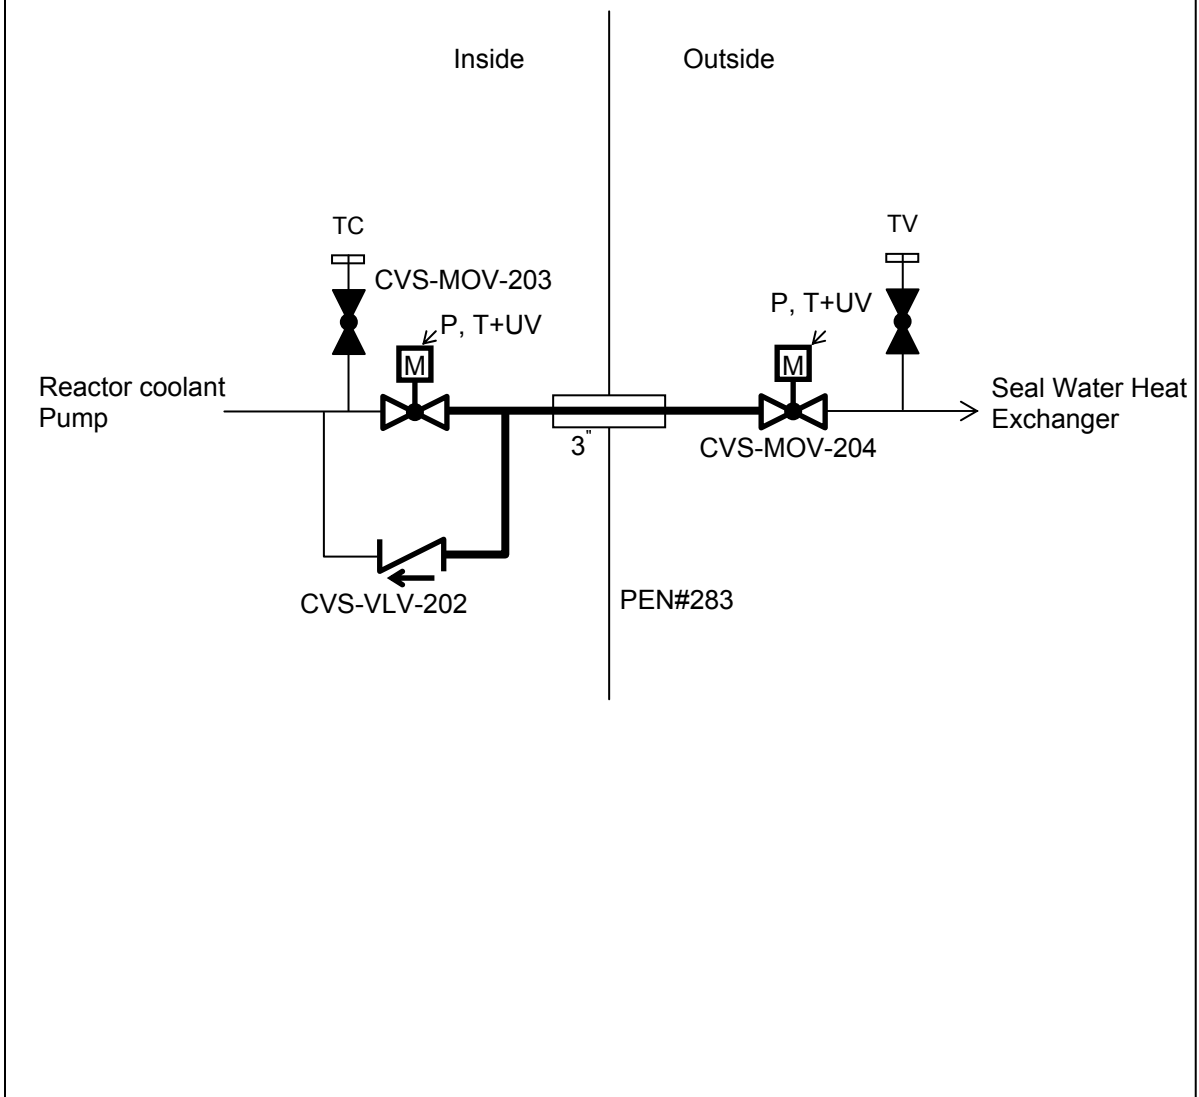 Inside
Outside
TC
TV
CVS-MOV-203
P, T+UV
P, T+UV
M
M
Reactor coolant
Pump
Seal Water Heat
Exchanger
3"
CVS-MOV-204
CVS-VLV-202
PEN#283